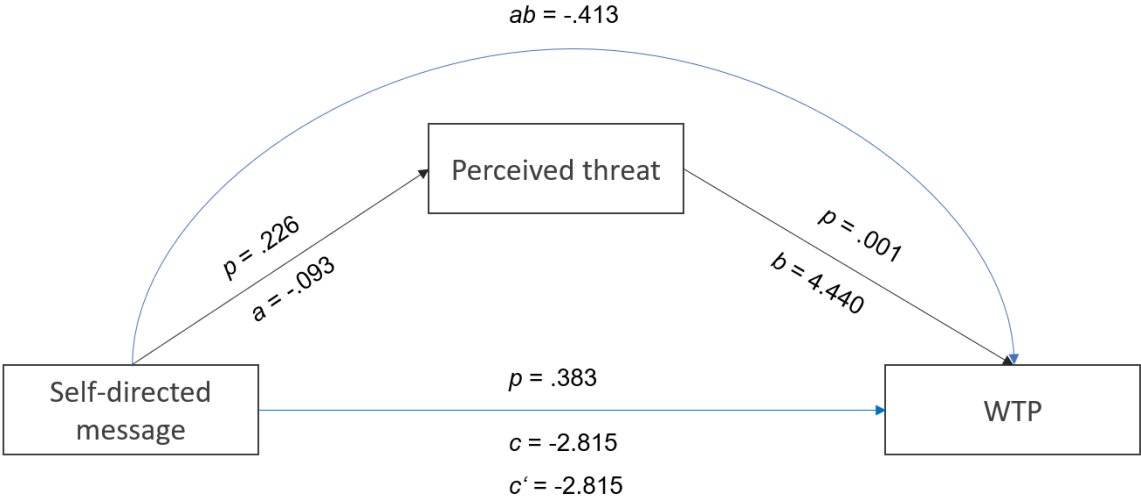 ab = -.413
Perceived threat
p = .226
a = -.093
p = .001
b = 4.440
Self-directed
message
p = .383
c = -2.815
c‘ = -2.815
WTP